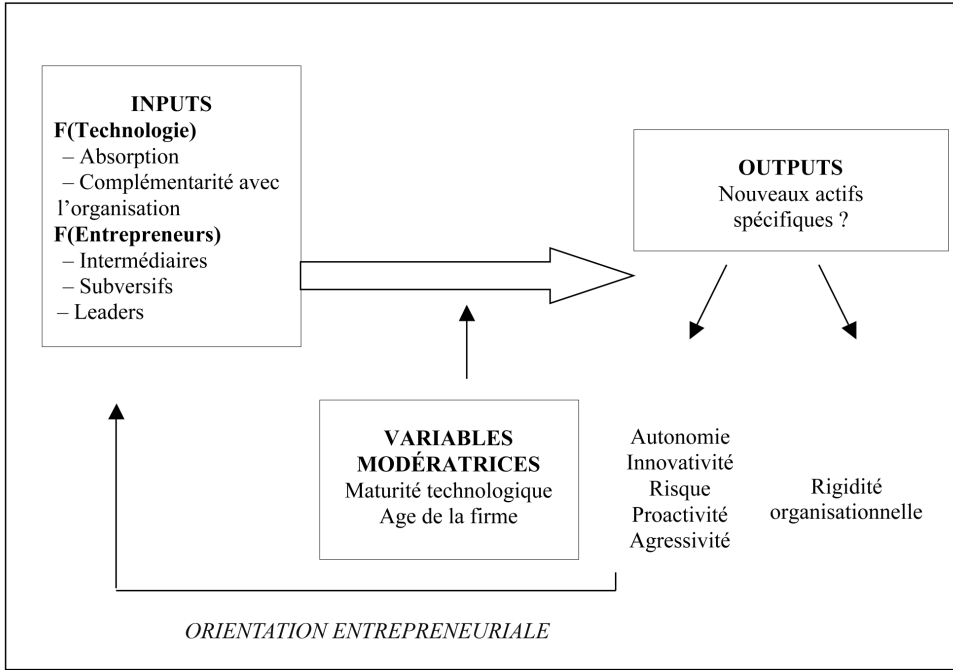 INPUTS
F(Technologie)
– Absorption
– Complémentarité avec
l’organisation
F(Entrepreneurs)
– Intermédiaires
– Subversifs
– Leaders
OUTPUTS
Nouveaux actifs
spécifiques ?
VARIABLES
MODÉRATRICES
Maturité technologique
Age de la firme
Autonomie
Innovativité
Risque
Proactivité
Agressivité
Rigidité
organisationnelle
ORIENTATION ENTREPRENEURIALE